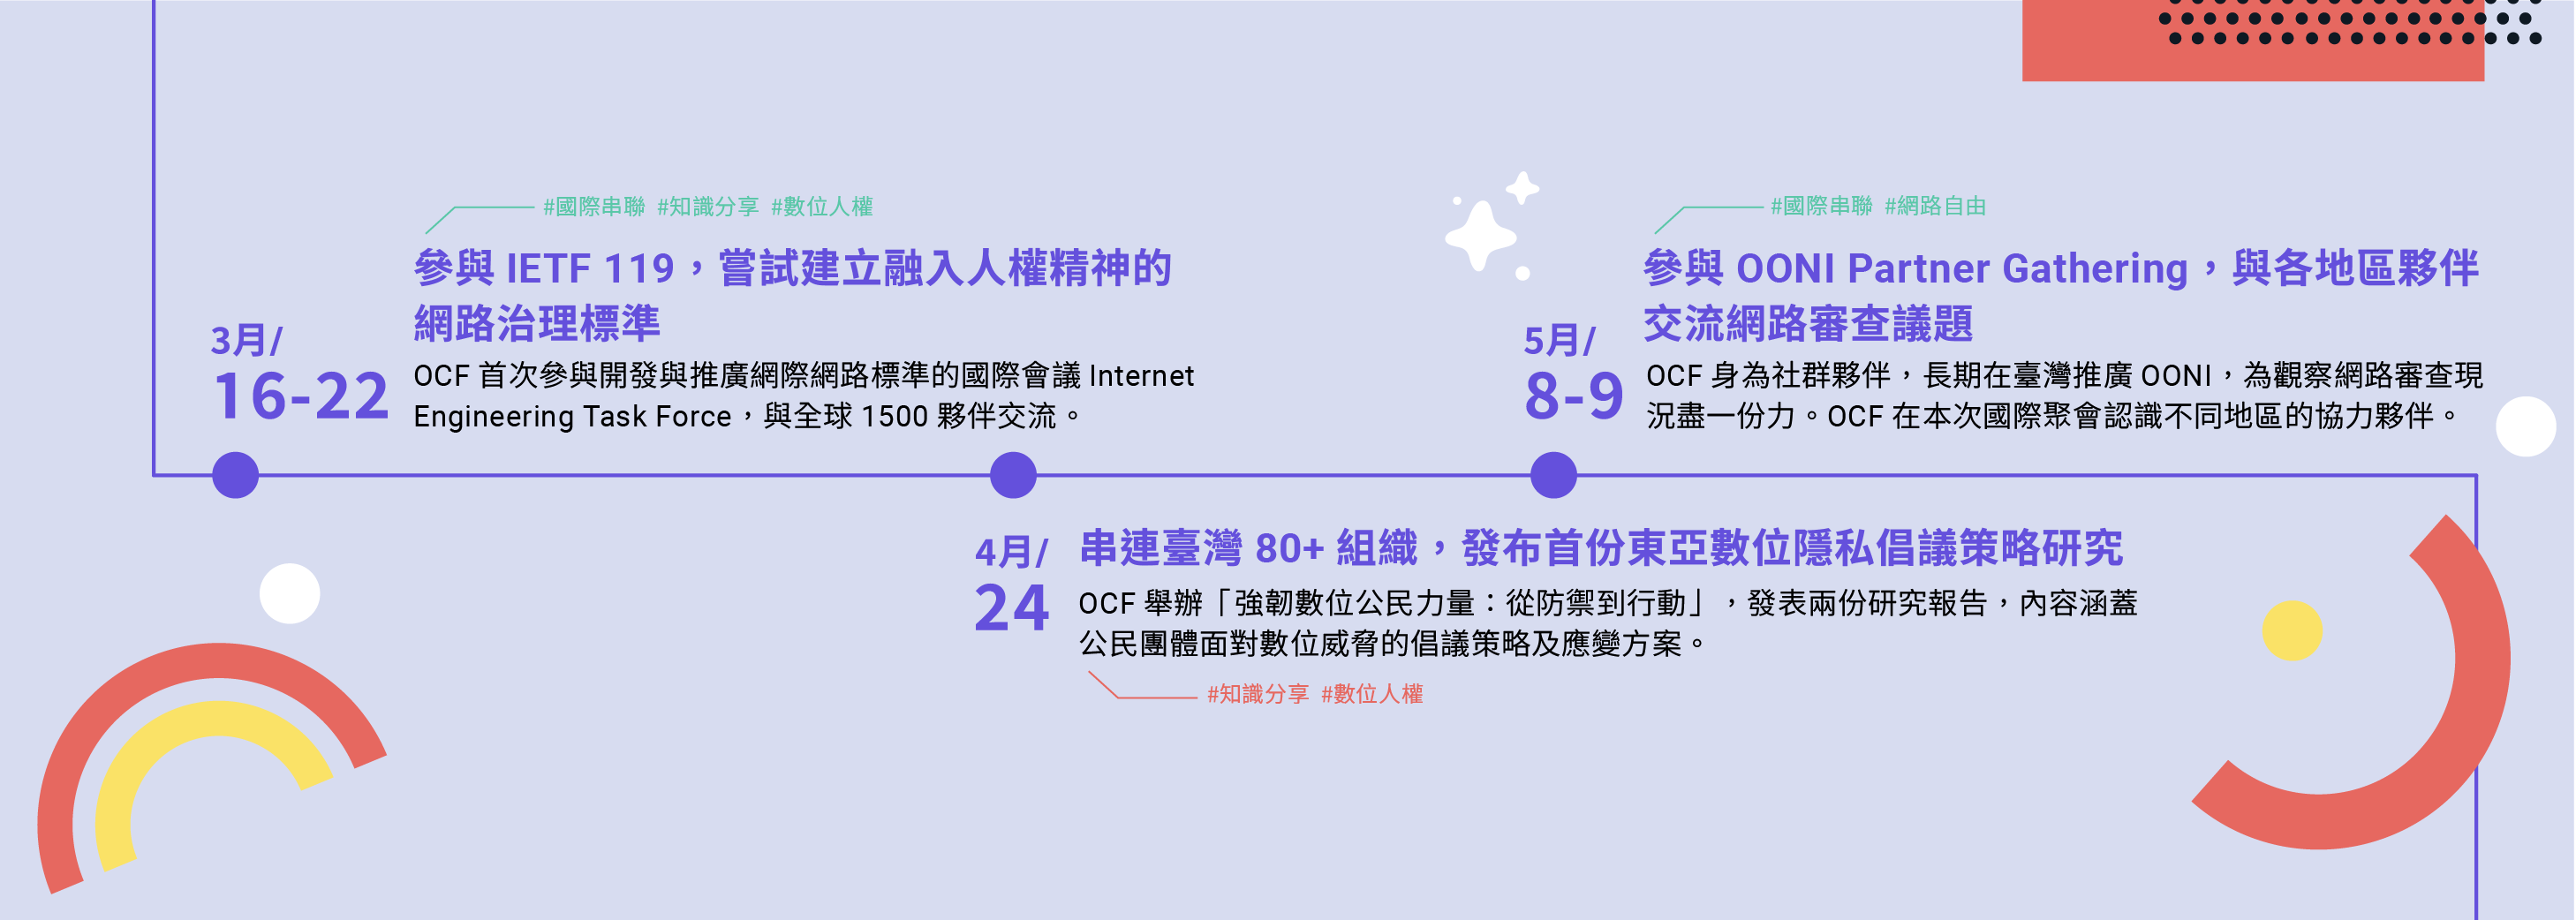 #國際串聯 #知識分享 #數位人權
參與 IETF 119，嘗試建立融入人權精神的
網路治理標準
3月/
16-22
OCF 首次參與開發與推廣網際網路標準的國際會議 Internet
Engineering Task Force，與全球 1500 夥伴交流。
#國際串聯 #網路自由
參與 OONI Partner Gathering，與各地區夥伴
交流網路審查議題
5月/
8-9
OCF 身為社群夥伴，長期在臺灣推廣 OONI，為觀察網路審查現
況盡一份力。OCF 在本次國際聚會認識不同地區的協力夥伴。
4月/
24
串連臺灣 80+ 組織，發布首份東亞數位隱私倡議策略研究
OCF 舉辦「強韌數位公民力量：從防禦到行動」，發表兩份研究報告，內容涵蓋
公民團體面對數位威脅的倡議策略及應變方案。
#知識分享 #數位人權